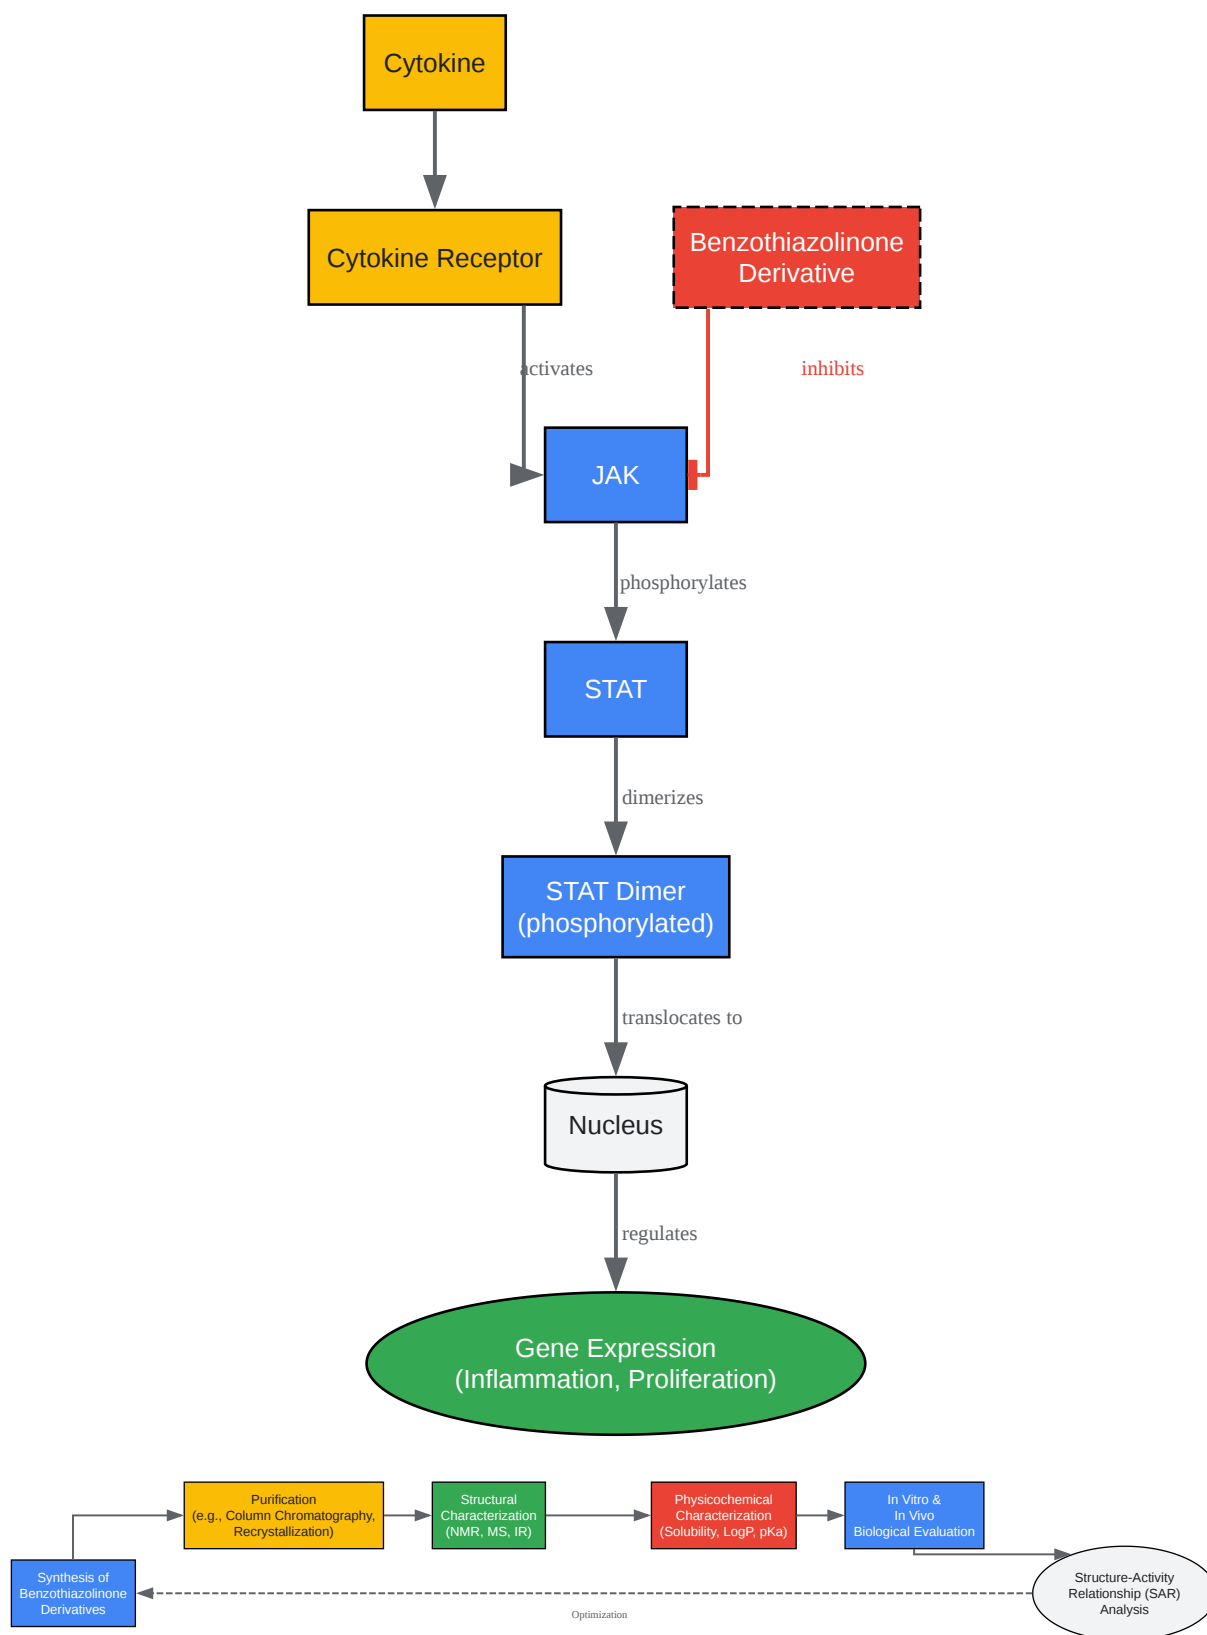 Cytokine
Cytokine Receptor
Benzothiazolinone
Derivative
activates
inhibits
JAK
phosphorylates
STAT
dimerizes
STAT Dimer
(phosphorylated)
translocates to
Nucleus
regulates
Gene Expression
(Inflammation, Proliferation)
Purification
(e.g., Column Chromatography,
Recrystallization)
Structural
Characterization
(NMR, MS, IR)
Physicochemical
Characterization
(Solubility, LogP, pKa)
In Vitro &
In Vivo
Biological Evaluation
Synthesis of
Benzothiazolinone
Derivatives
Structure-Activity
Relationship (SAR)
Analysis
Optimization